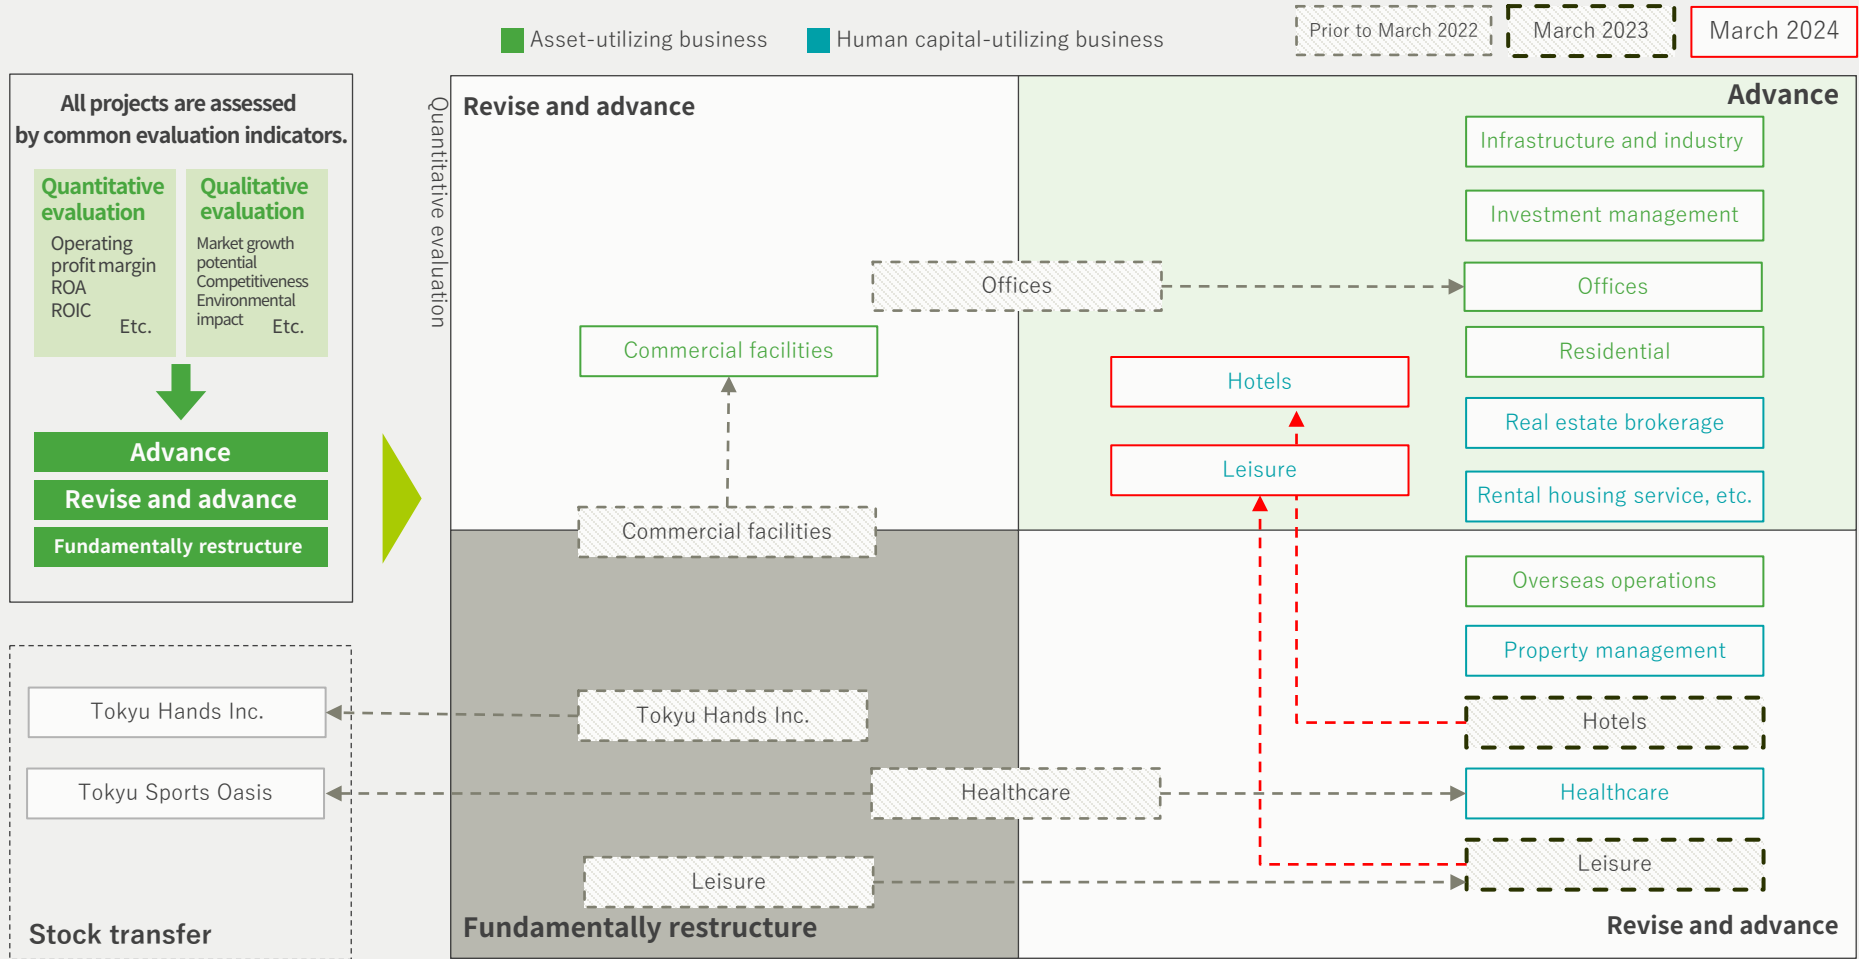 Asset-utilizing business
Human capital-utilizing business
Prior to March 2022
March 2023
March 2024
All projects are assessed
by common evaluation indicators.
Quantitative
evaluation
Operating
profit margin
ROA
ROIC
Etc.
Qualitative
evaluation
Market growth
potential
Competitiveness
Environmental
impact
Etc.
Advance
Revise and advance
Fundamentally restructure
Quantitative evaluation
Revise and advance
Advance
Infrastructure and industry
Investment management
Offices
Offices
Commercial facilities
Residential
Hotels
Real estate brokerage
Leisure
Rental housing service, etc.
Commercial facilities
Overseas operations
Property management
Tokyu Hands Inc.
Tokyu Hands Inc.
Hotels
Tokyu Sports Oasis
Healthcare
Healthcare
Leisure
Leisure
Stock transfer
Fundamentally restructure
Revise and advance